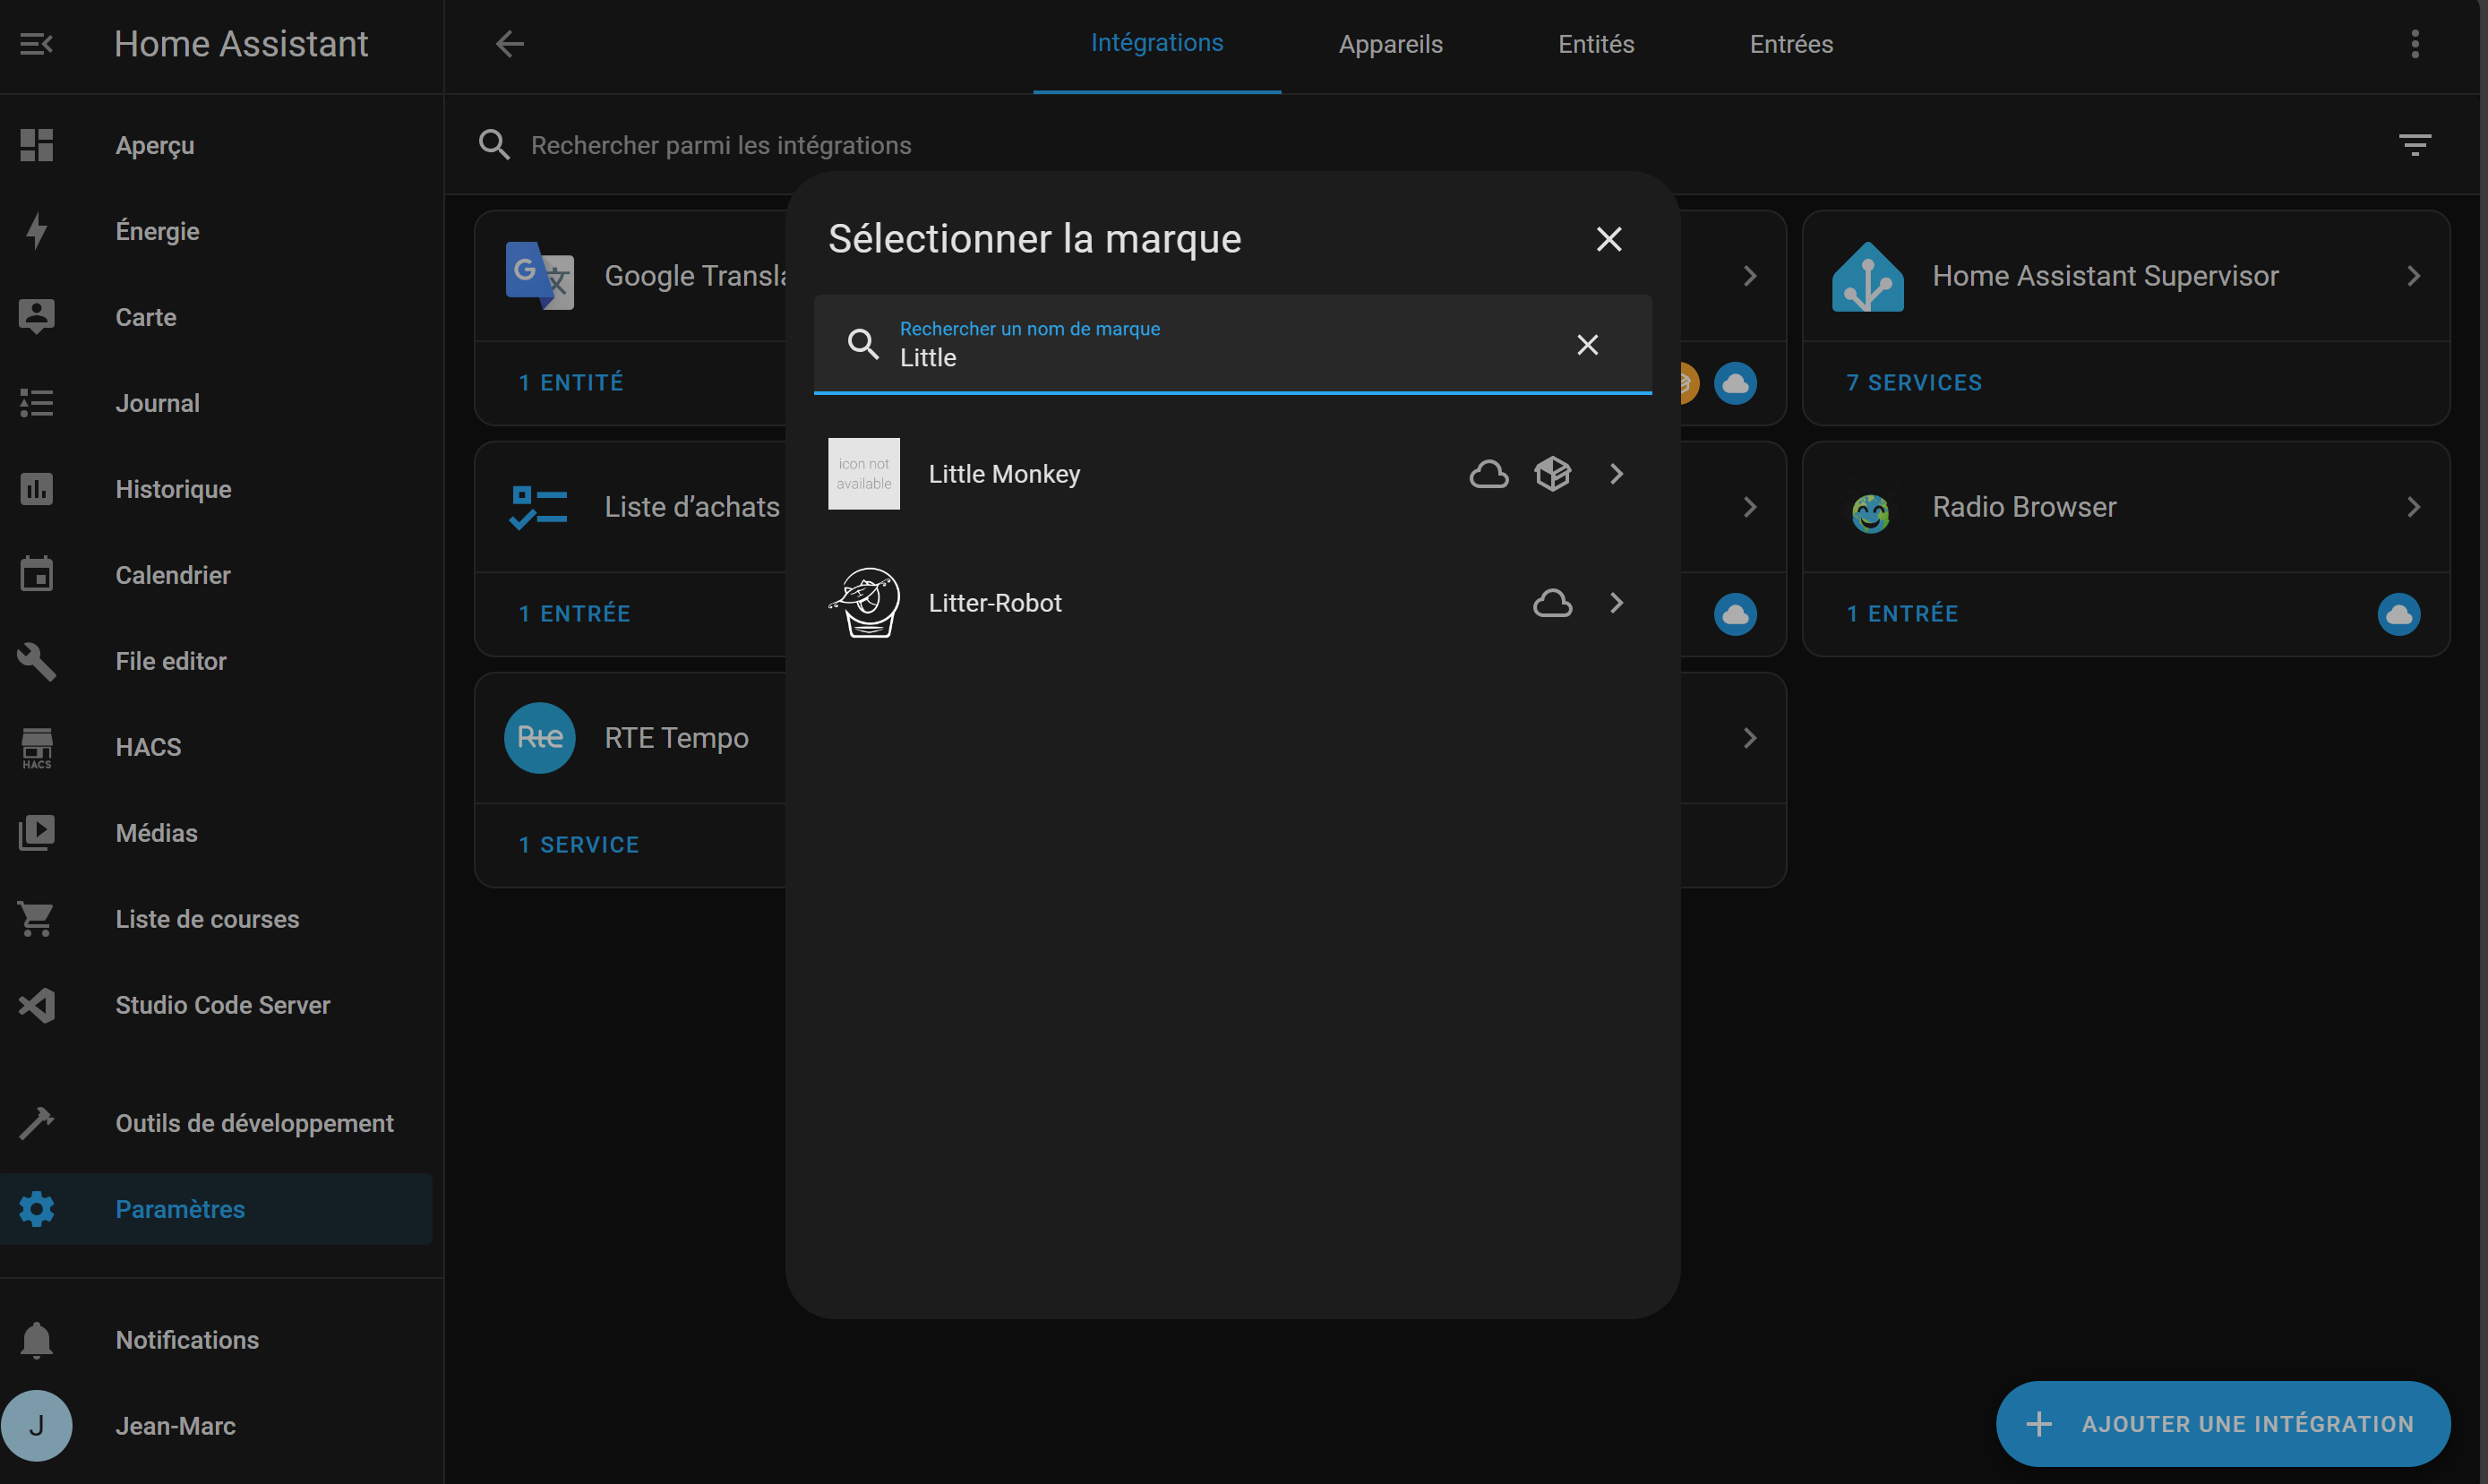 Home Assistant
Intégrations
Appareils
Entités
Entrées
Aperçu
Énergie
Carte
Journal
Historique
Calendrier
File editor
HACS
HACS
Médias
Liste de courses
Studio Code Server
Outils de développement
Paramètres
Notifications
J
Jean-Marc
Rechercher parmi les intégrations
G
文
Google Transla
1 ENTITÉ
Home Assistant Supervisor
7 SERVICES
Liste d’achats
1 ENTRÉE
Radio Browser
1 ENTRÉE
Rte
RTE Tempo
1 SERVICE
Sélectionner la marque
Rechercher un nom de marque
Little
icon not
available
Little Monkey
Litter-Robot
AJOUTER UNE INTÉGRATION